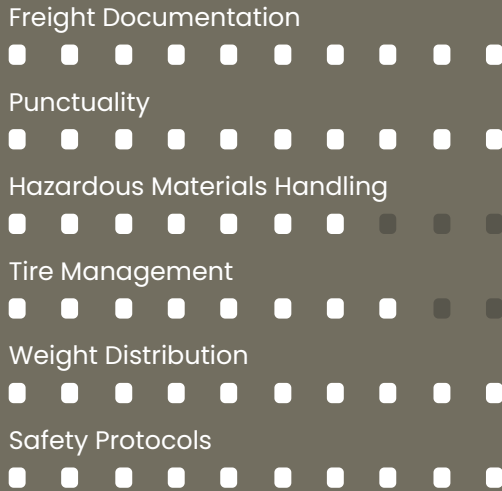 Freight Documentation
Punctuality
Hazardous Materials Handling
Tire Management
Weight Distribution
Safety Protocols